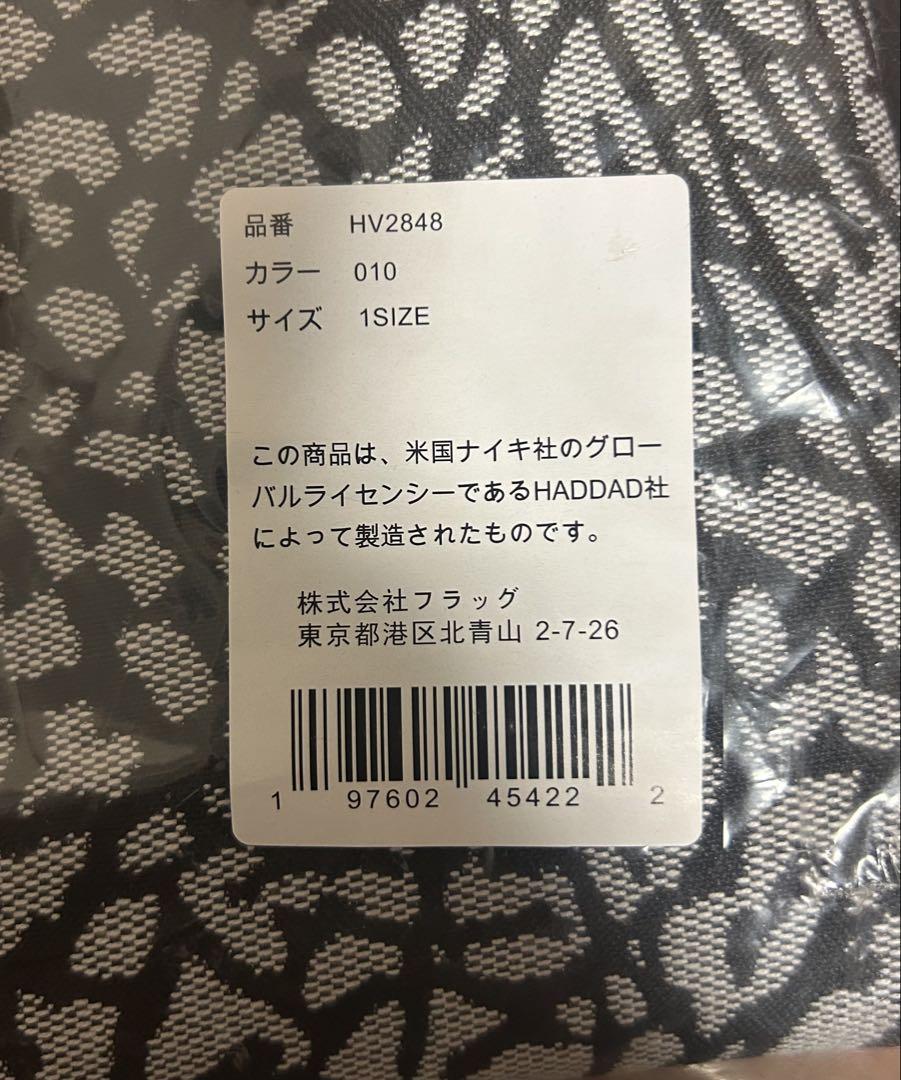 品番 HV2848
カラー 010
サイズ 1SIZE
この商品は、米国ナイキ社のグロー
バルライセンシーであるHADDAD社
によって製造されたものです。
株式会社フラッグ
東京都港区北青山 2-7-26
1 97602 45422 2